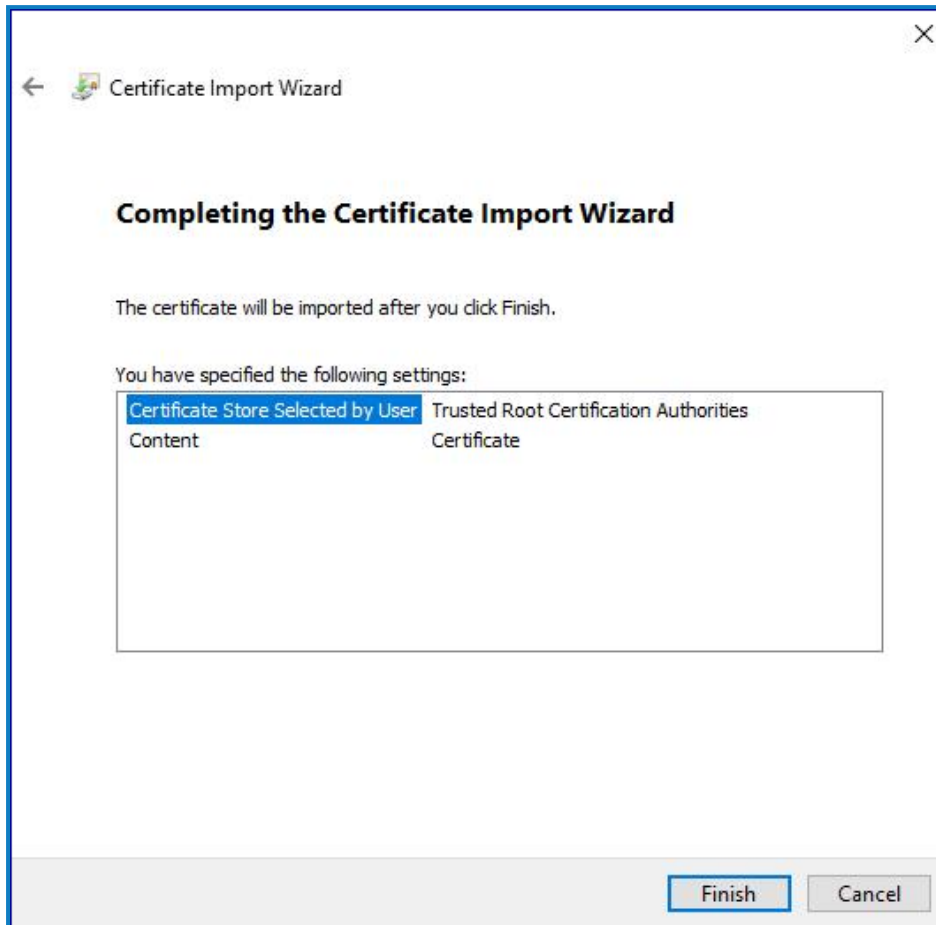 Certificate Import Wizard
Completing the Certificate Import Wizard
The certificate will be imported after you click Finish.
You have specified the following settings:
Certificate Store Selected by User Trusted Root Certification Authorities
Content Certificate
Finish Cancel